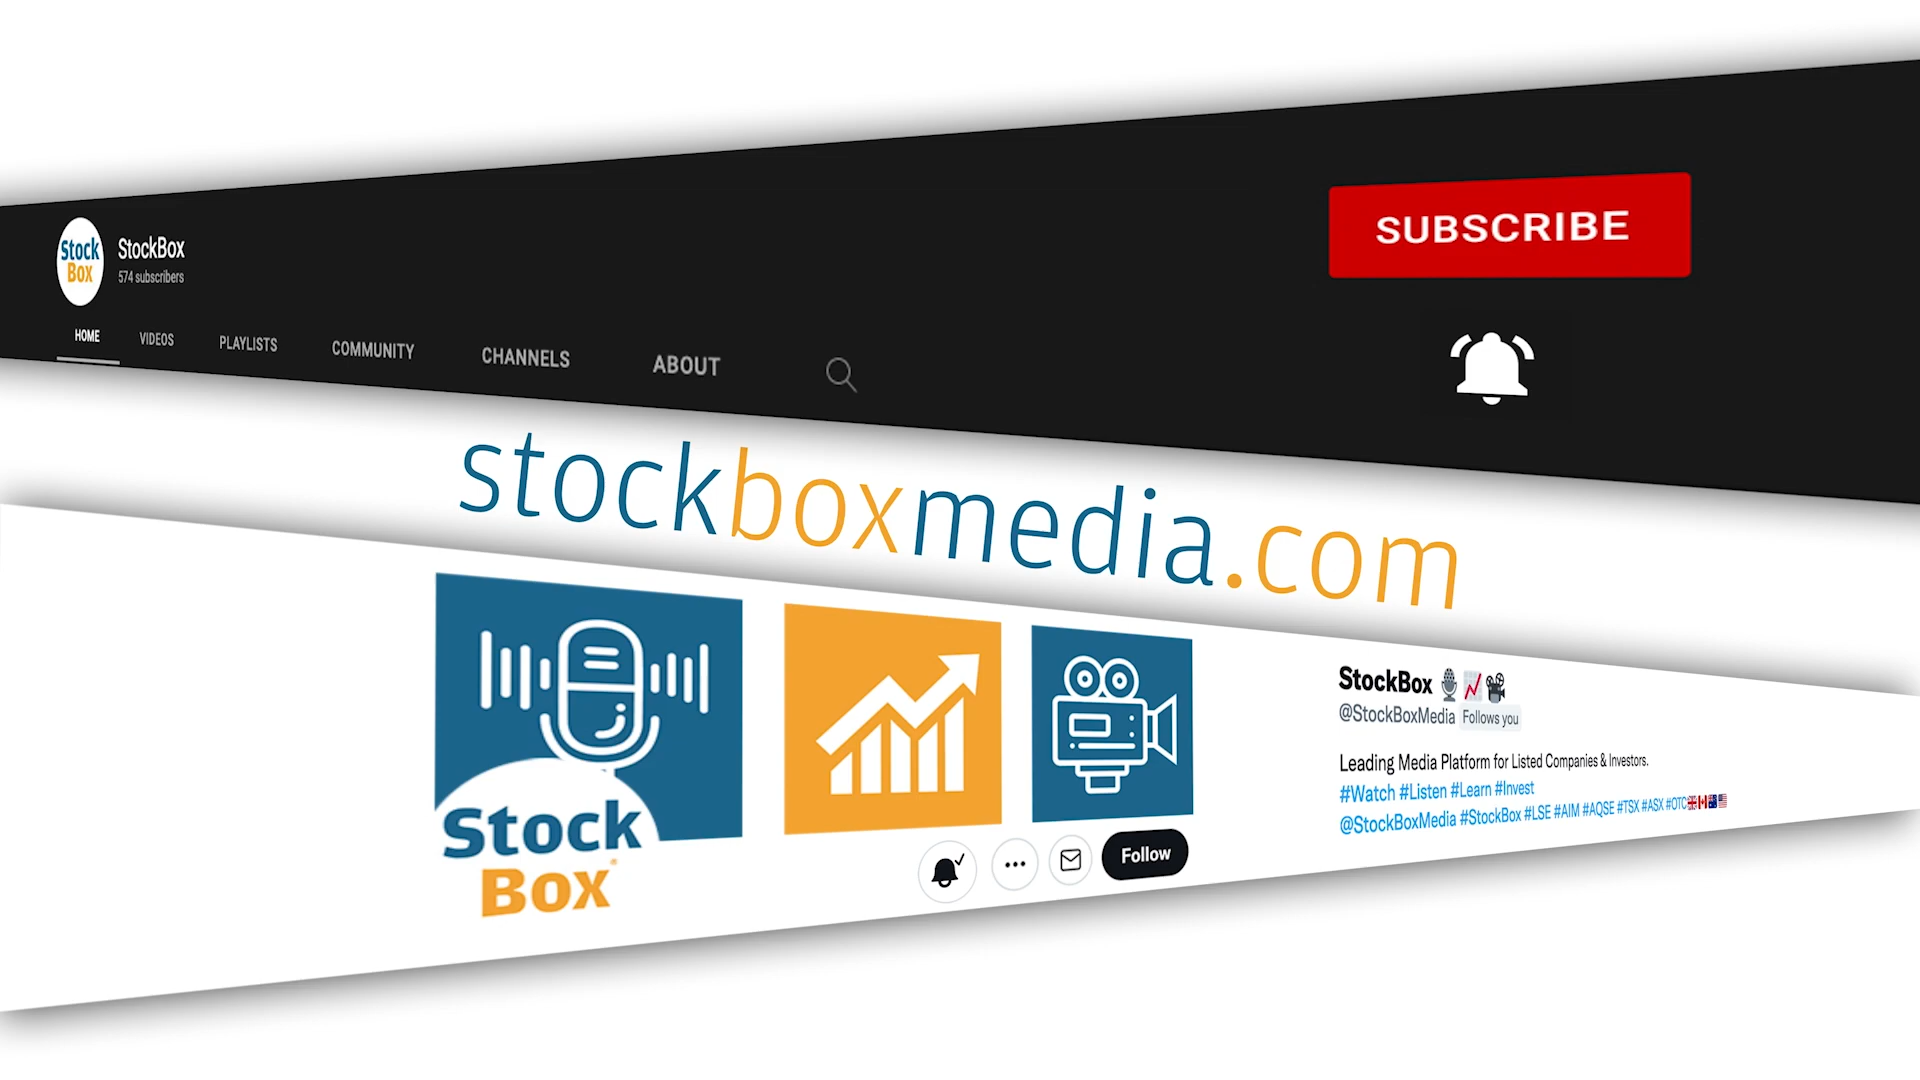 Stock
Box
StockBox
574 subscribers
SUBSCRIBE
HOME VIDEOS PLAYLISTS COMMUNITY CHANNELS ABOUT
stockboxmedia.com
Stock
Box
Follow
StockBox 🎙📈🎥
@StockBoxMedia Follows you
Leading Media Platform for Listed Companies & Investors.
#Watch #Listen #Learn #Invest
@StockBoxMedia #StockBox #LSE #AIM #AQSE #TSX #ASX #OTC🇬🇧🇨🇦🇦🇺🇺🇸